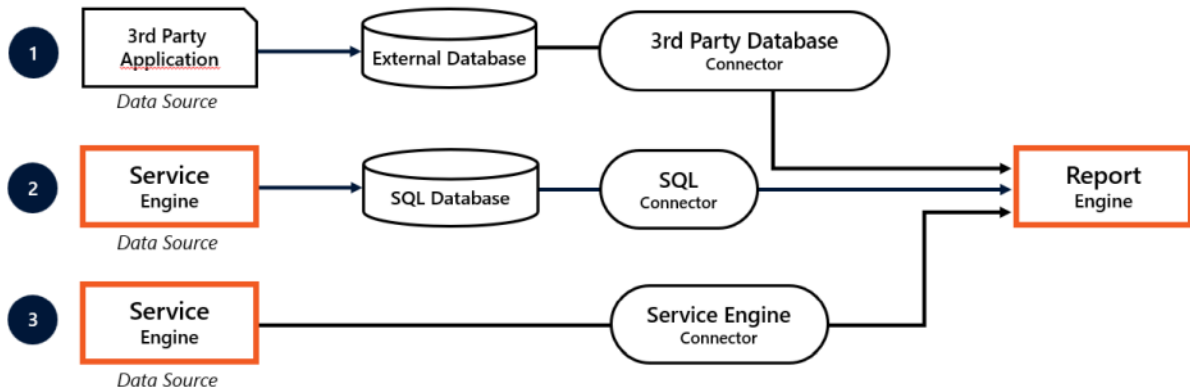 1
3rd Party
Application
Data Source
External Database
3rd Party Database
Connector
2
Service
Engine
Data Source
SQL Database
SQL
Connector
Report
Engine
3
Service
Engine
Data Source
Service Engine
Connector